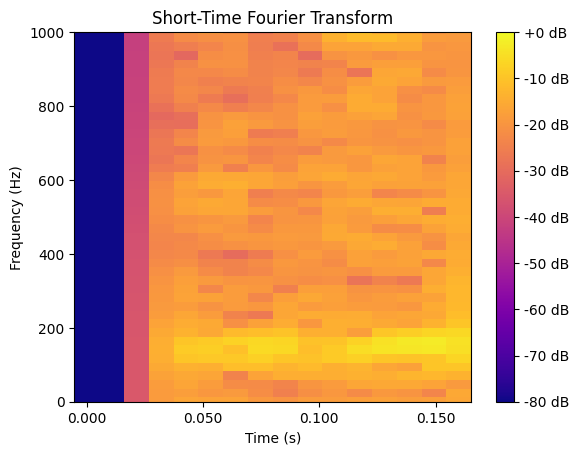 Short-Time Fourier Transform
1000
800
600
400
200
0
Frequency (Hz)
0.000
0.050
0.100
0.150
Time (s)
+0 dB
-10 dB
-20 dB
-30 dB
-40 dB
-50 dB
-60 dB
-70 dB
-80 dB